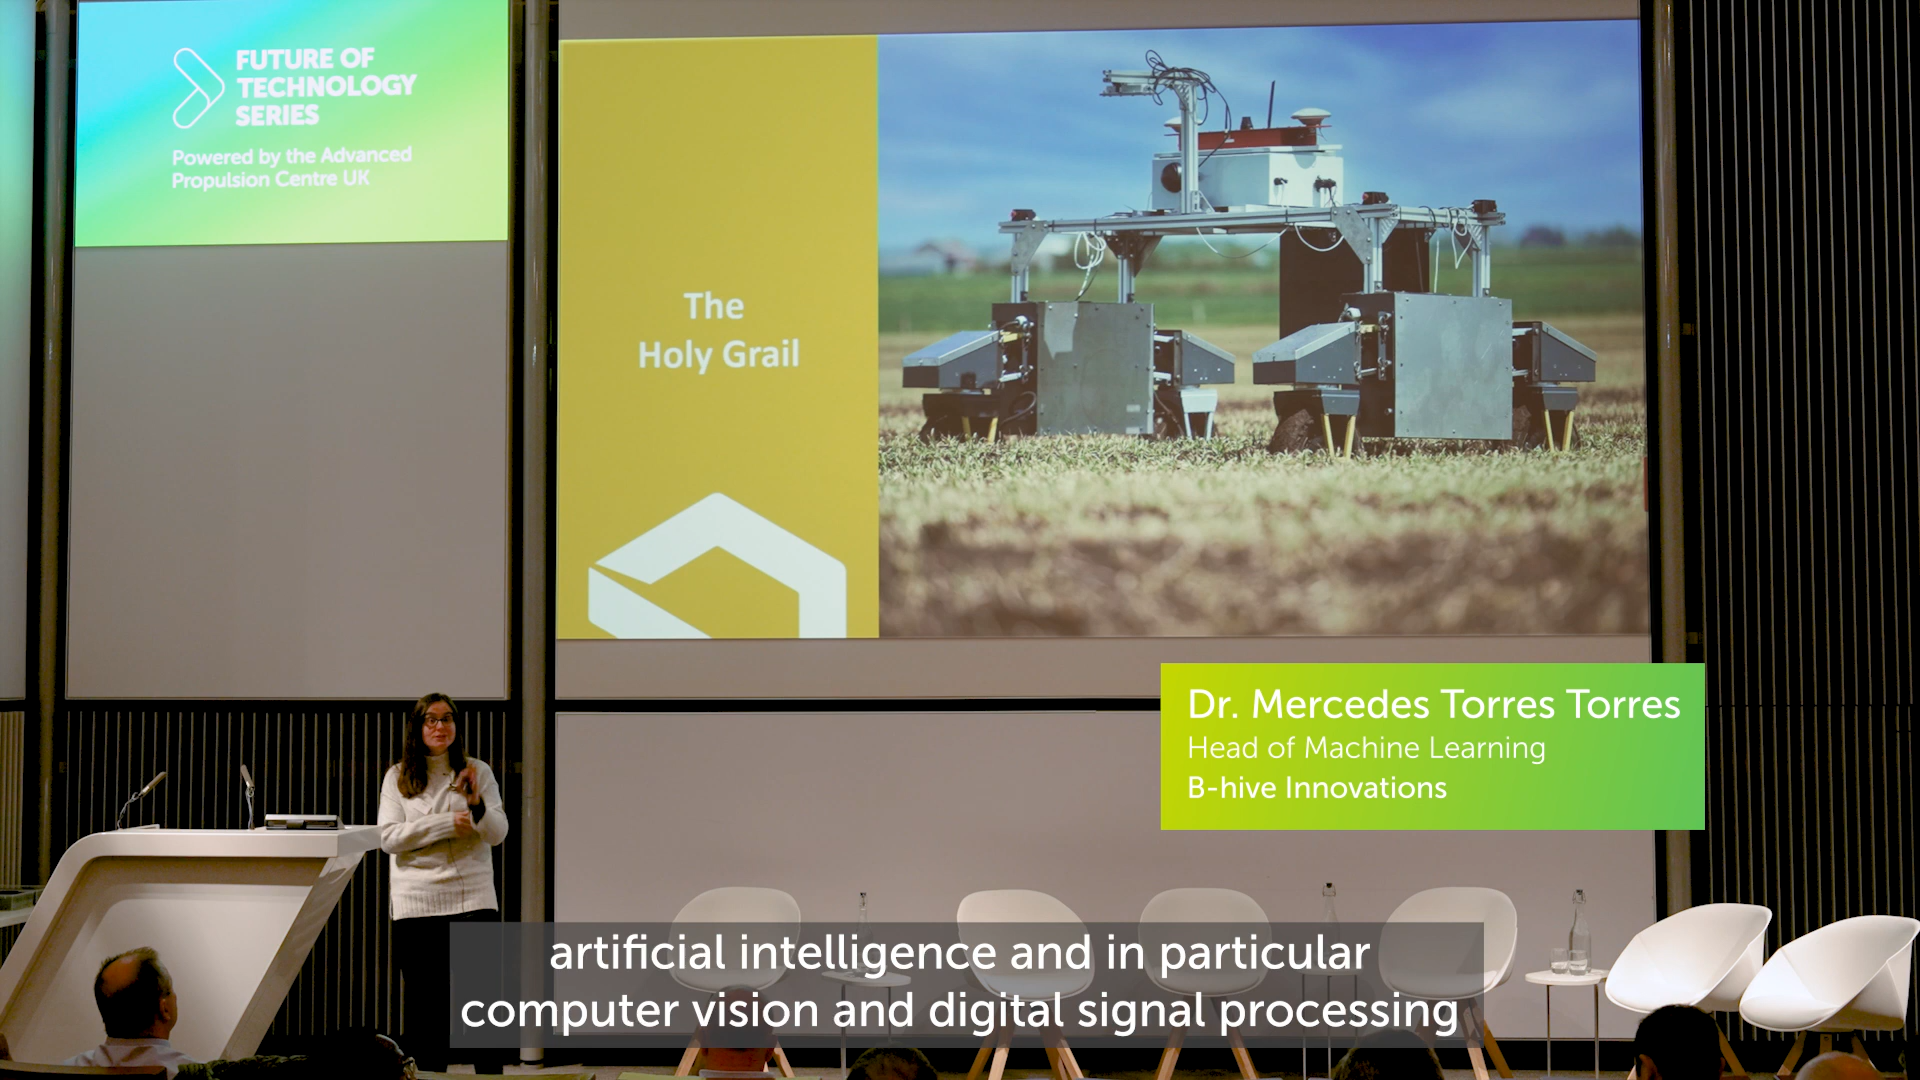 FUTURE OF
TECHNOLOGY
SERIES
Powered by the Advanced
Propulsion Centre UK
The
Holy Grail
Dr. Mercedes Torres Torres
Head of Machine Learning
B-hive Innovations
artificial intelligence and in particular
computer vision and digital signal processing